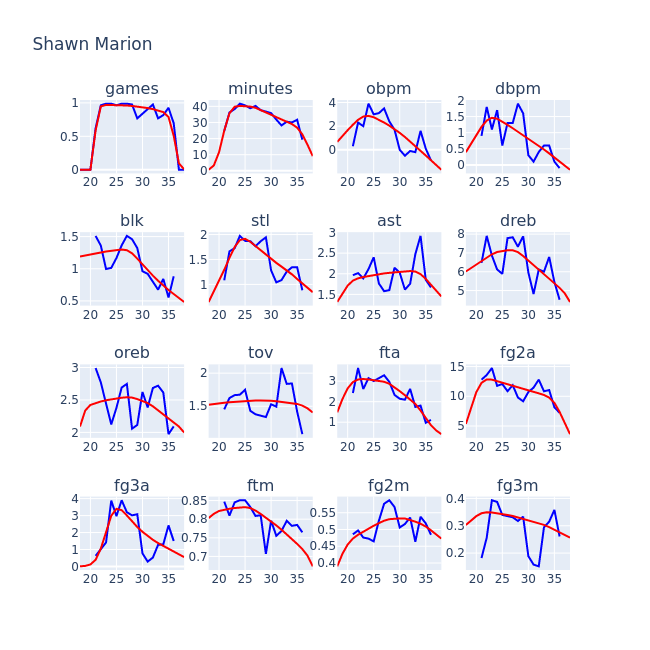 Shawn Marion
games minutes obpm dbpm
1 0.5 0
40 30 20 10 0
4 2 0
2 1.5 1 0.5 0
20 25 30 35 20 25 30 35 20 25 30 35 20 25 30 35
blk stl ast dreb
1.5 1 0.5
2 1.5 1
3 2.5 2 1.5
8 7 6 5
20 25 30 35 20 25 30 35 20 25 30 35 20 25 30 35
oreb tov fta fg2a
3 2.5 2
2 1.5
3 2 1
15 10 5
20 25 30 35 20 25 30 35 20 25 30 35 20 25 30 35
fg3a ftm fg2m fg3m
4 3 2 1 0
0.85 0.8 0.75 0.7
0.55 0.5 0.45 0.4
0.4 0.3 0.2
20 25 30 35 20 25 30 35 20 25 30 35 20 25 30 35